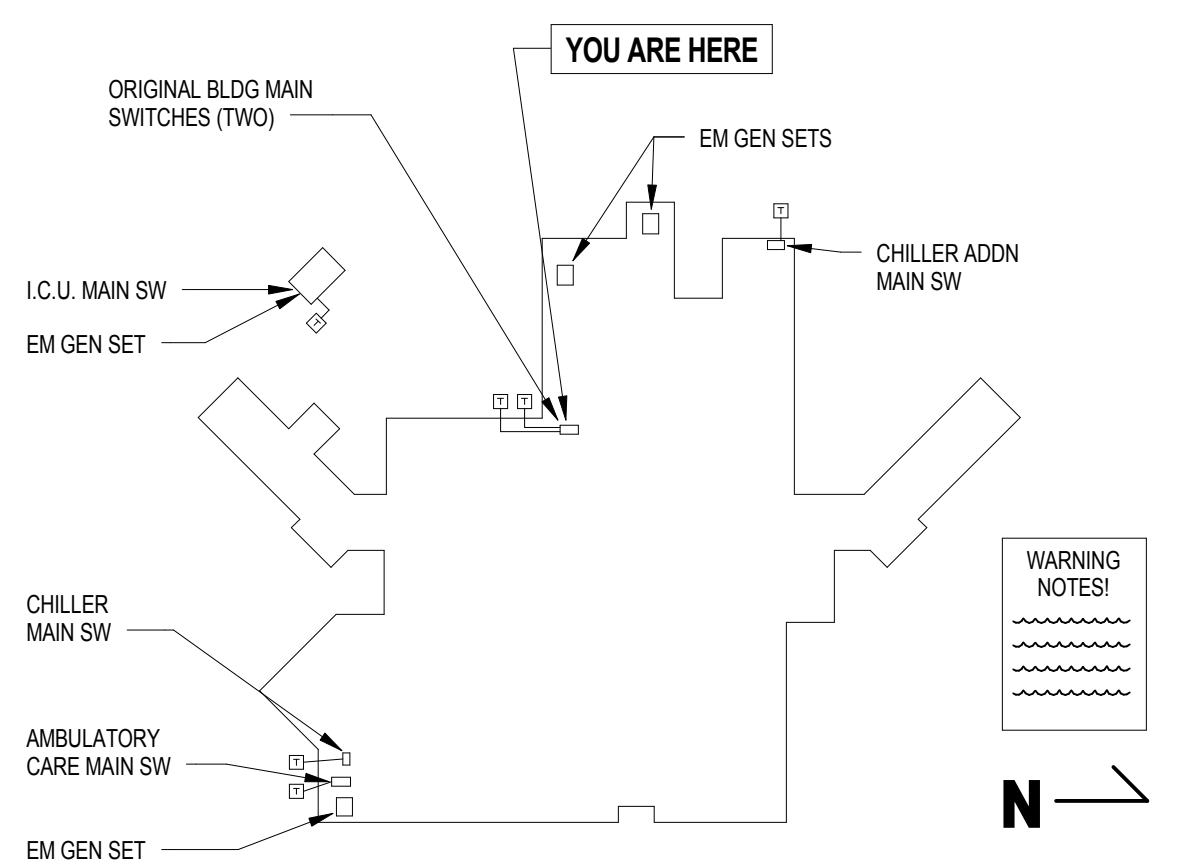 YOU ARE HERE
ORIGINAL BLDG MAIN
SWITCHES (TWO)
EM GEN SETS
T
CHILLER ADDN
MAIN SW
I.C.U. MAIN SW
T
EM GEN SET
T T
WARNING
NOTES!
CHILLER
MAIN SW
AMBULATORY
CARE MAIN SW
T
T
EM GEN SET
N